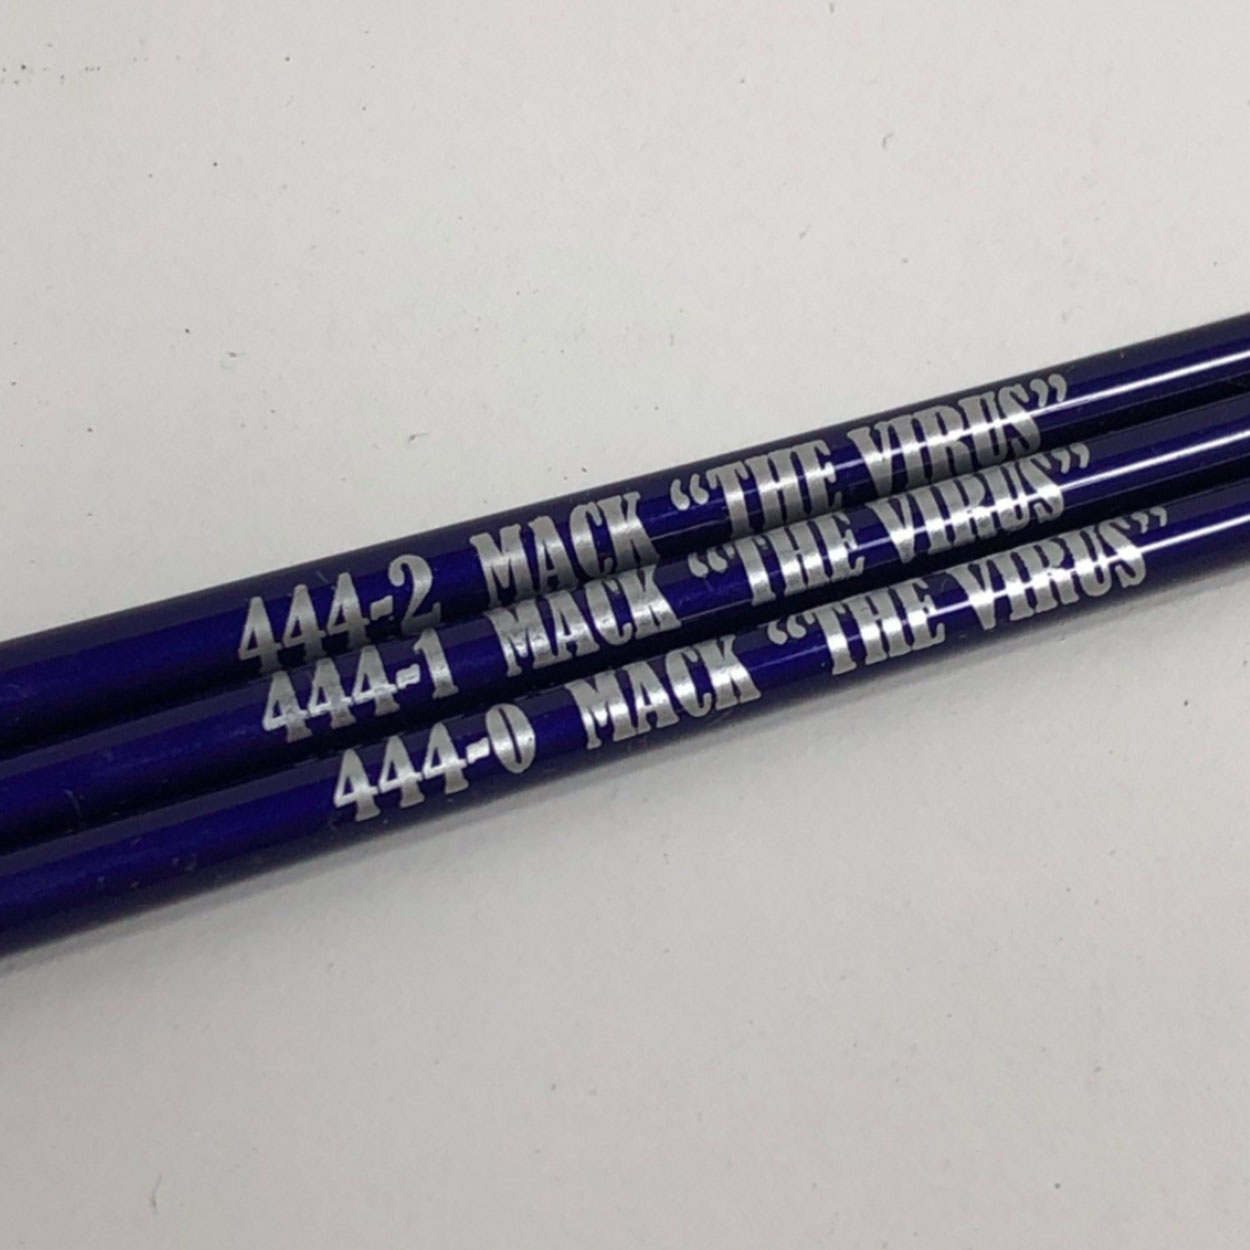 444-2 MACK “THE VIRUS”
444-1 MACK “THE VIRUS”
444-0 MACK “THE VIRUS”